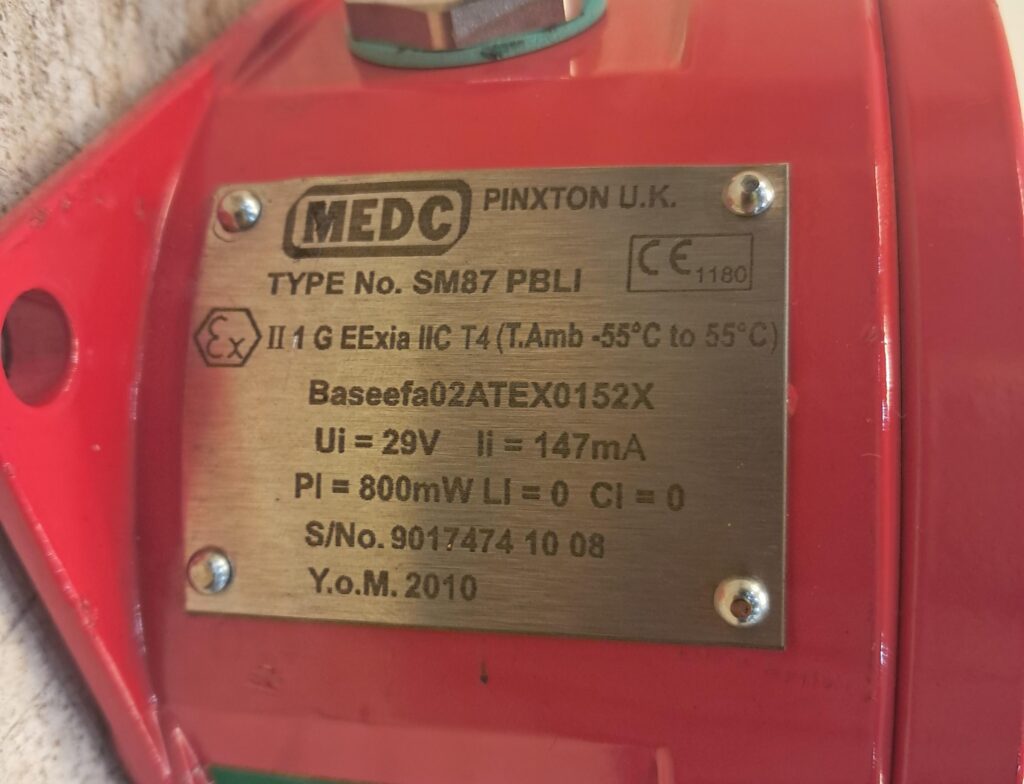 MEDC PINXTON U.K.
TYPE No. SM87 PBLI
CE 1180
Ex II 1 G EExia IIC T4 (T.Amb -55°C to 55°C)
Baseefa02ATEX0152X
Ui = 29V Ii = 147mA
PI = 800mW LI = 0 CI = 0
S/No. 9017474 10 08
Y.o.M. 2010